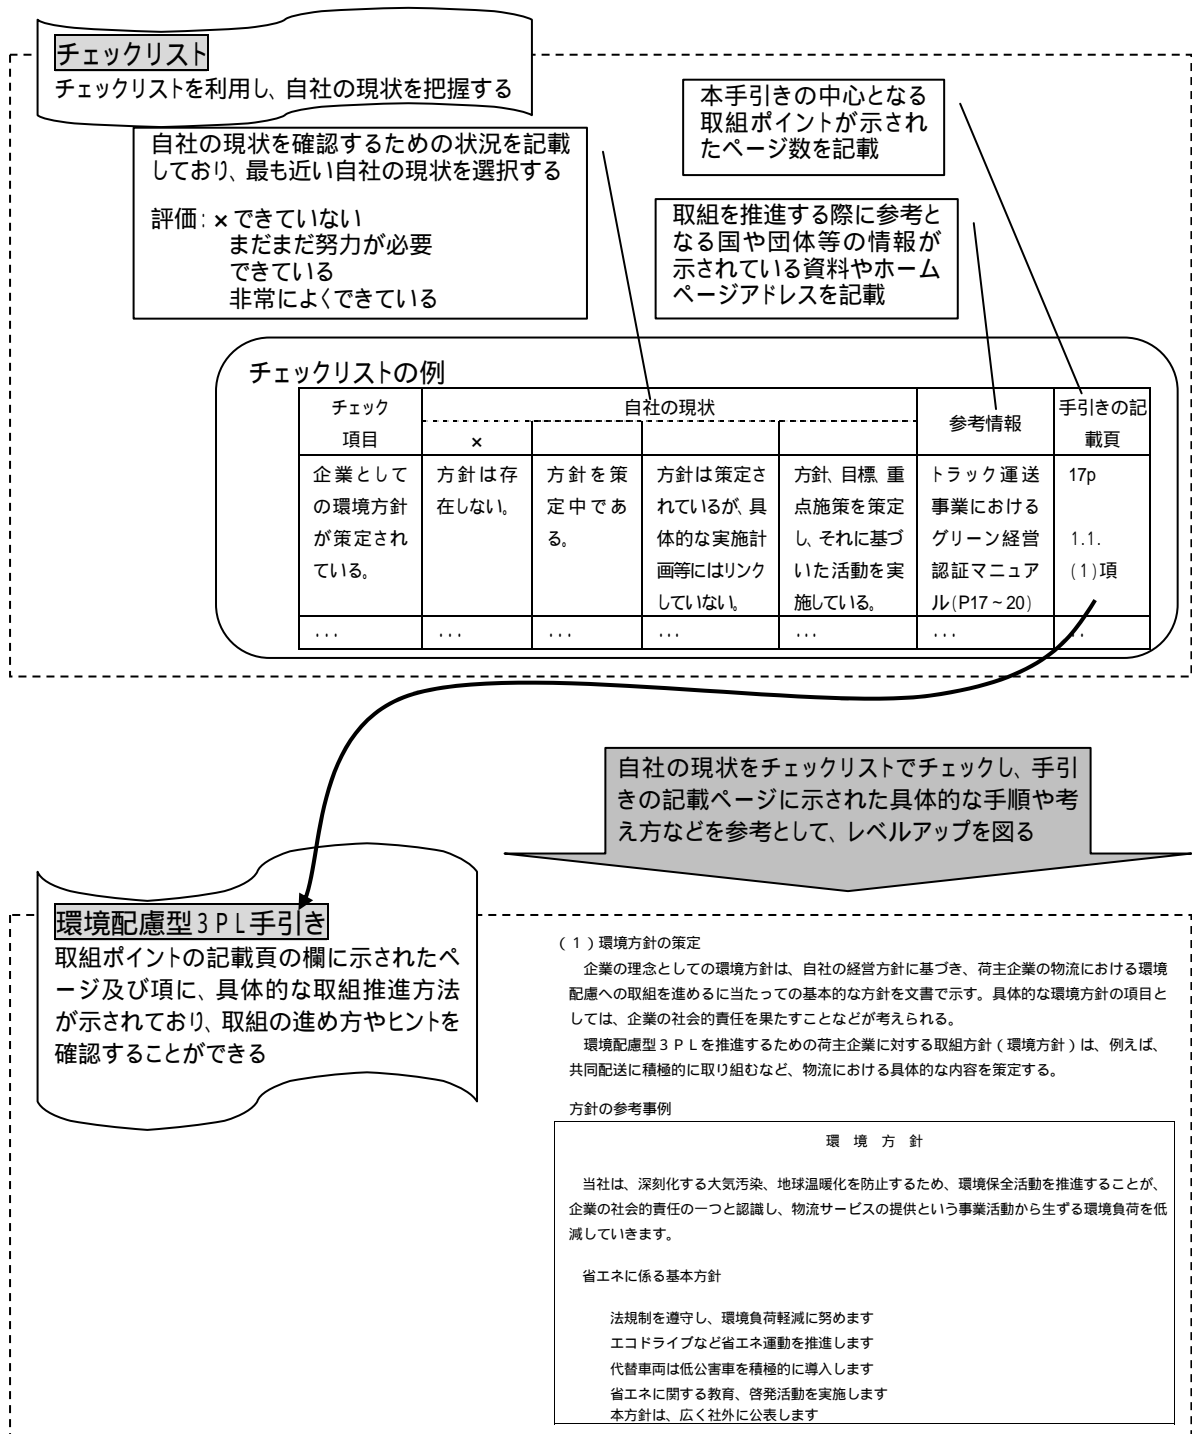 チェックリスト
チェックリストを利用し、自社の現状を把握する
自社の現状を確認するための状況を記載
しており、最も近い自社の現状を選択する
評価：×できていない
まだまだ努力が必要
できている
非常によくできている
本手引きの中心となる
取組ポイントが示され
たページ数を記載
取組を推進する際に参考と
なる国や団体等の情報が
示されている資料やホーム
ページアドレスを記載
チェックリストの例
チェック
項目
自社の現状
×
参考情報
手引きの記
載頁
企業として
の環境方針
が策定され
ている。
方針は存
在しない。
方針を策
定中であ
る。
方針は策定さ
れているが、具
体的な実施計
画等にはリンク
していない。
方針、目標、重
点施策を策定
し、それに基づ
いた活動を実
施している。
トラック運送
事業における
グリーン経営
認証マニュア
ル(P17～20)
17p
1.1.
(1)項
... ... ... ... ... ... ...
自社の現状をチェックリストでチェックし、手引
きの記載ページに示された具体的な手順や考
え方などを参考として、レベルアップを図る
環境配慮型３ＰＬ手引き
取組ポイントの記載頁の欄に示されたペ
ージ及び項に、具体的な取組推進方法
が示されており、取組の進め方やヒントを
確認することができる
（１）環境方針の策定
企業の理念としての環境方針は、自社の経営方針に基づき、荷主企業の物流における環境
配慮への取組を進めるに当たっての基本的な方針を文書で示す。具体的な環境方針の項目と
しては、企業の社会的責任を果たすことなどが考えられる。
環境配慮型３ＰＬを推進するための荷主企業に対する取組方針（環境方針）は、例えば、
共同配送に積極的に取り組むなど、物流における具体的な内容を策定する。
方針の参考事例
環　境　方　針
当社は、深刻化する大気汚染、地球温暖化を防止するため、環境保全活動を推進することが、
企業の社会的責任の一つと認識し、物流サービスの提供という事業活動から生ずる環境負荷を低
減していきます。
省エネに係る基本方針
法規制を遵守し、環境負荷軽減に努めます
エコドライブなど省エネ運動を推進します
代替車両は低公害車を積極的に導入します
省エネに関する教育、啓発活動を実施します
本方針は、広く社外に公表します